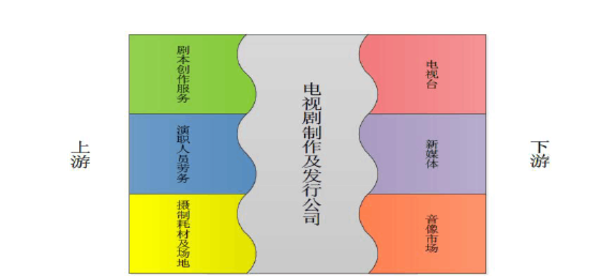 上游
剧本创作服务
演职人员劳务
摄制耗材及场地
电视剧制作及发行公司
电视台
新媒体
音像市场
下游